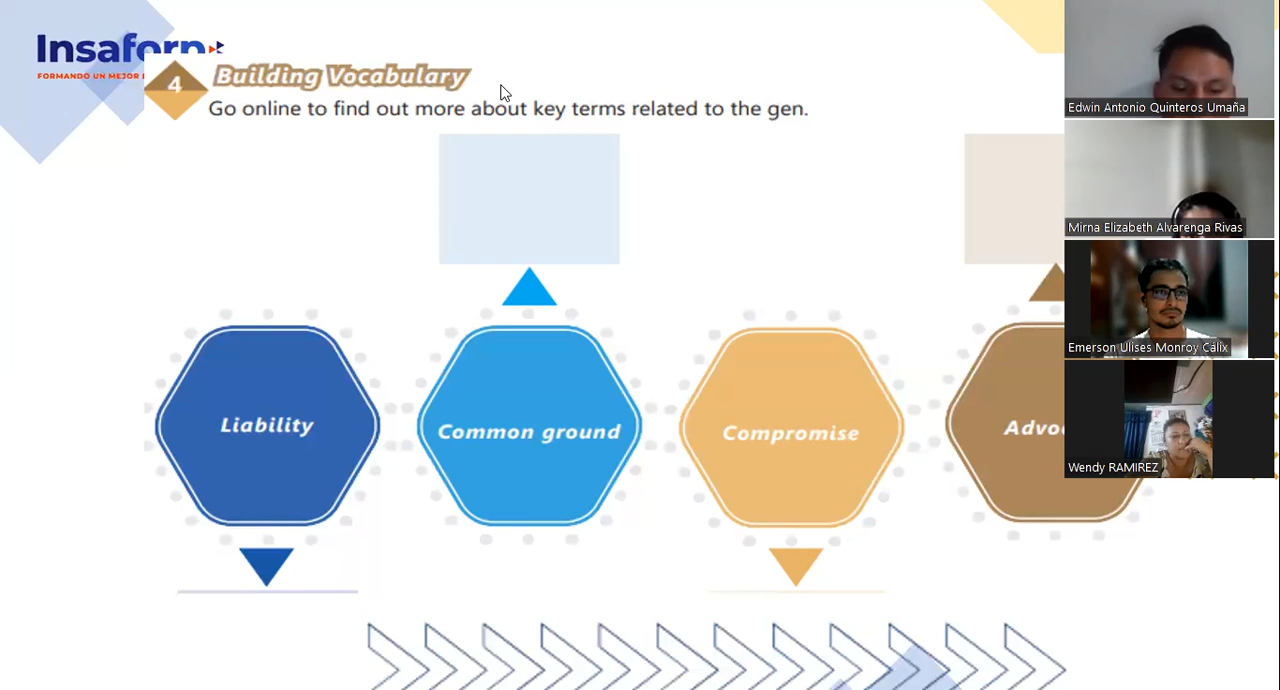 Insaforp
FORMANDO UN MEJOR
4
Building Vocabulary
Go online to find out more about key terms related to the gen.
Liability
Common ground
Compromise
Edwin Antonio Quinteros Umaña
Mirna Elizabeth Alvarenga Rivas
Emerson Ulises Monroy Cálix
Wendy RAMIREZ